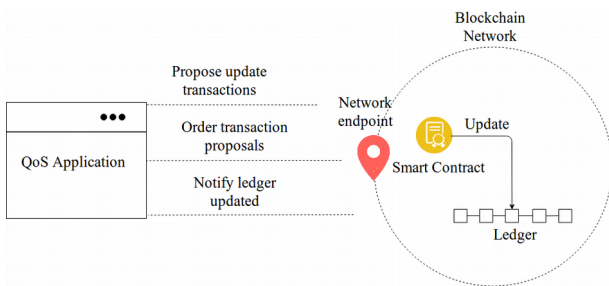 Blockchain
Network
Propose update
transactions
Network
endpoint
Order transaction
proposals
Update
QoS Application
Smart Contract
Notify ledger
updated
Ledger